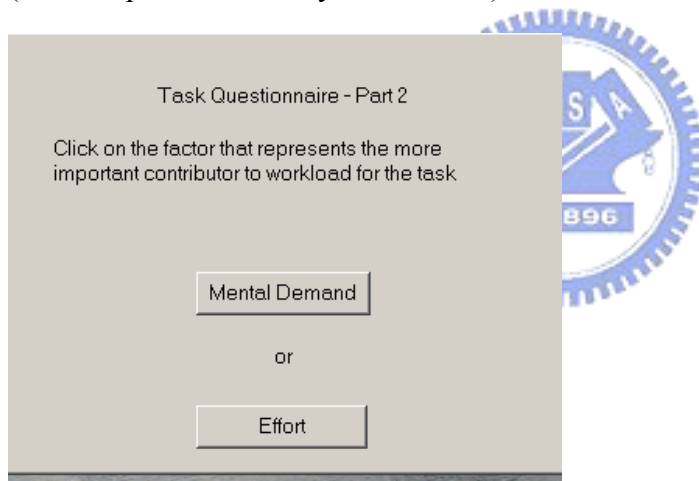 Task Questionnaire - Part 2
Click on the factor that represents the more
important contributor to workload for the task
Mental Demand
or
Effort
S A
896